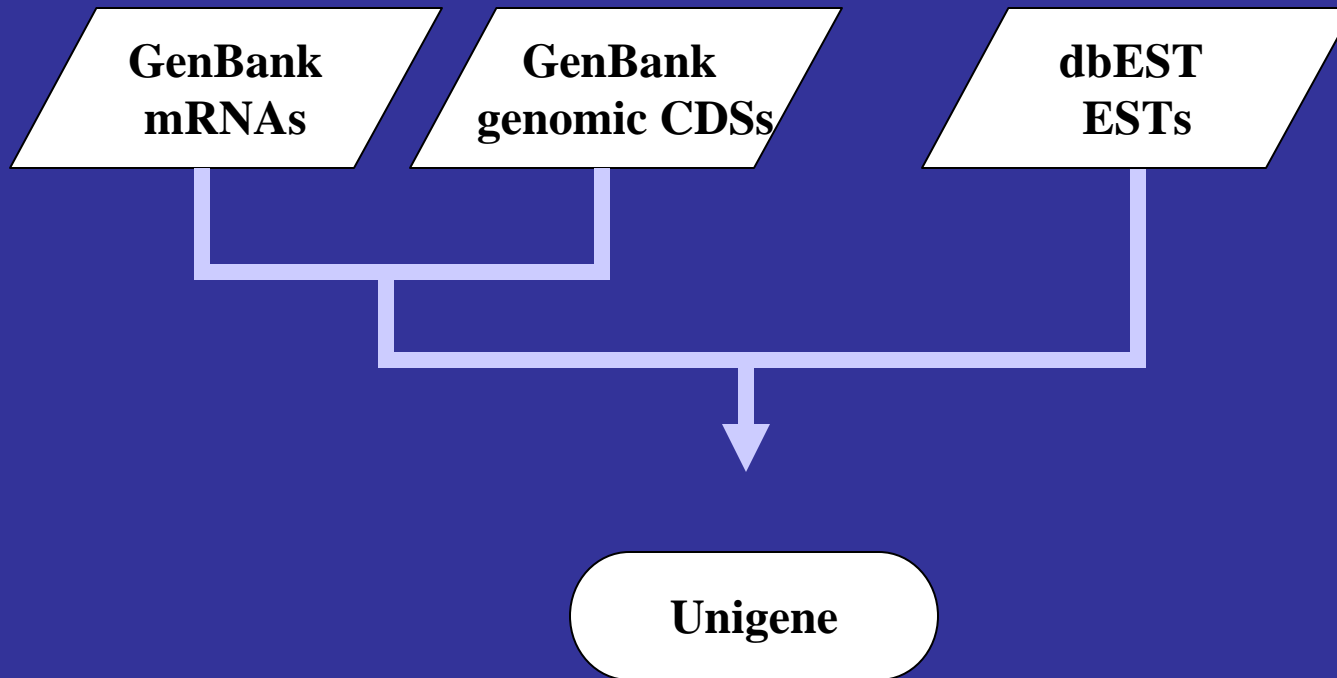 GenBank
mRNAs
GenBank
genomic CDSs
dbEST
ESTs
Unigene